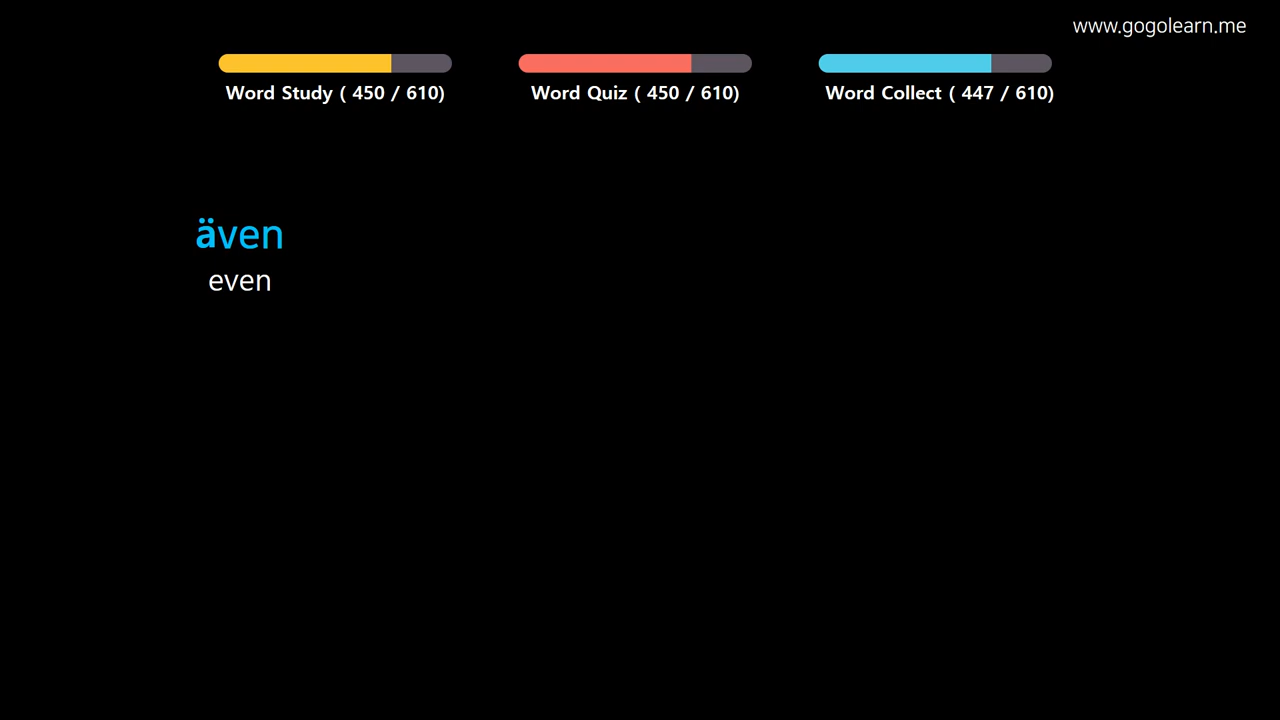 www.gogolearn.me
Word Study ( 450 / 610)
Word Quiz ( 450 / 610)
Word Collect ( 447 / 610)
även
even